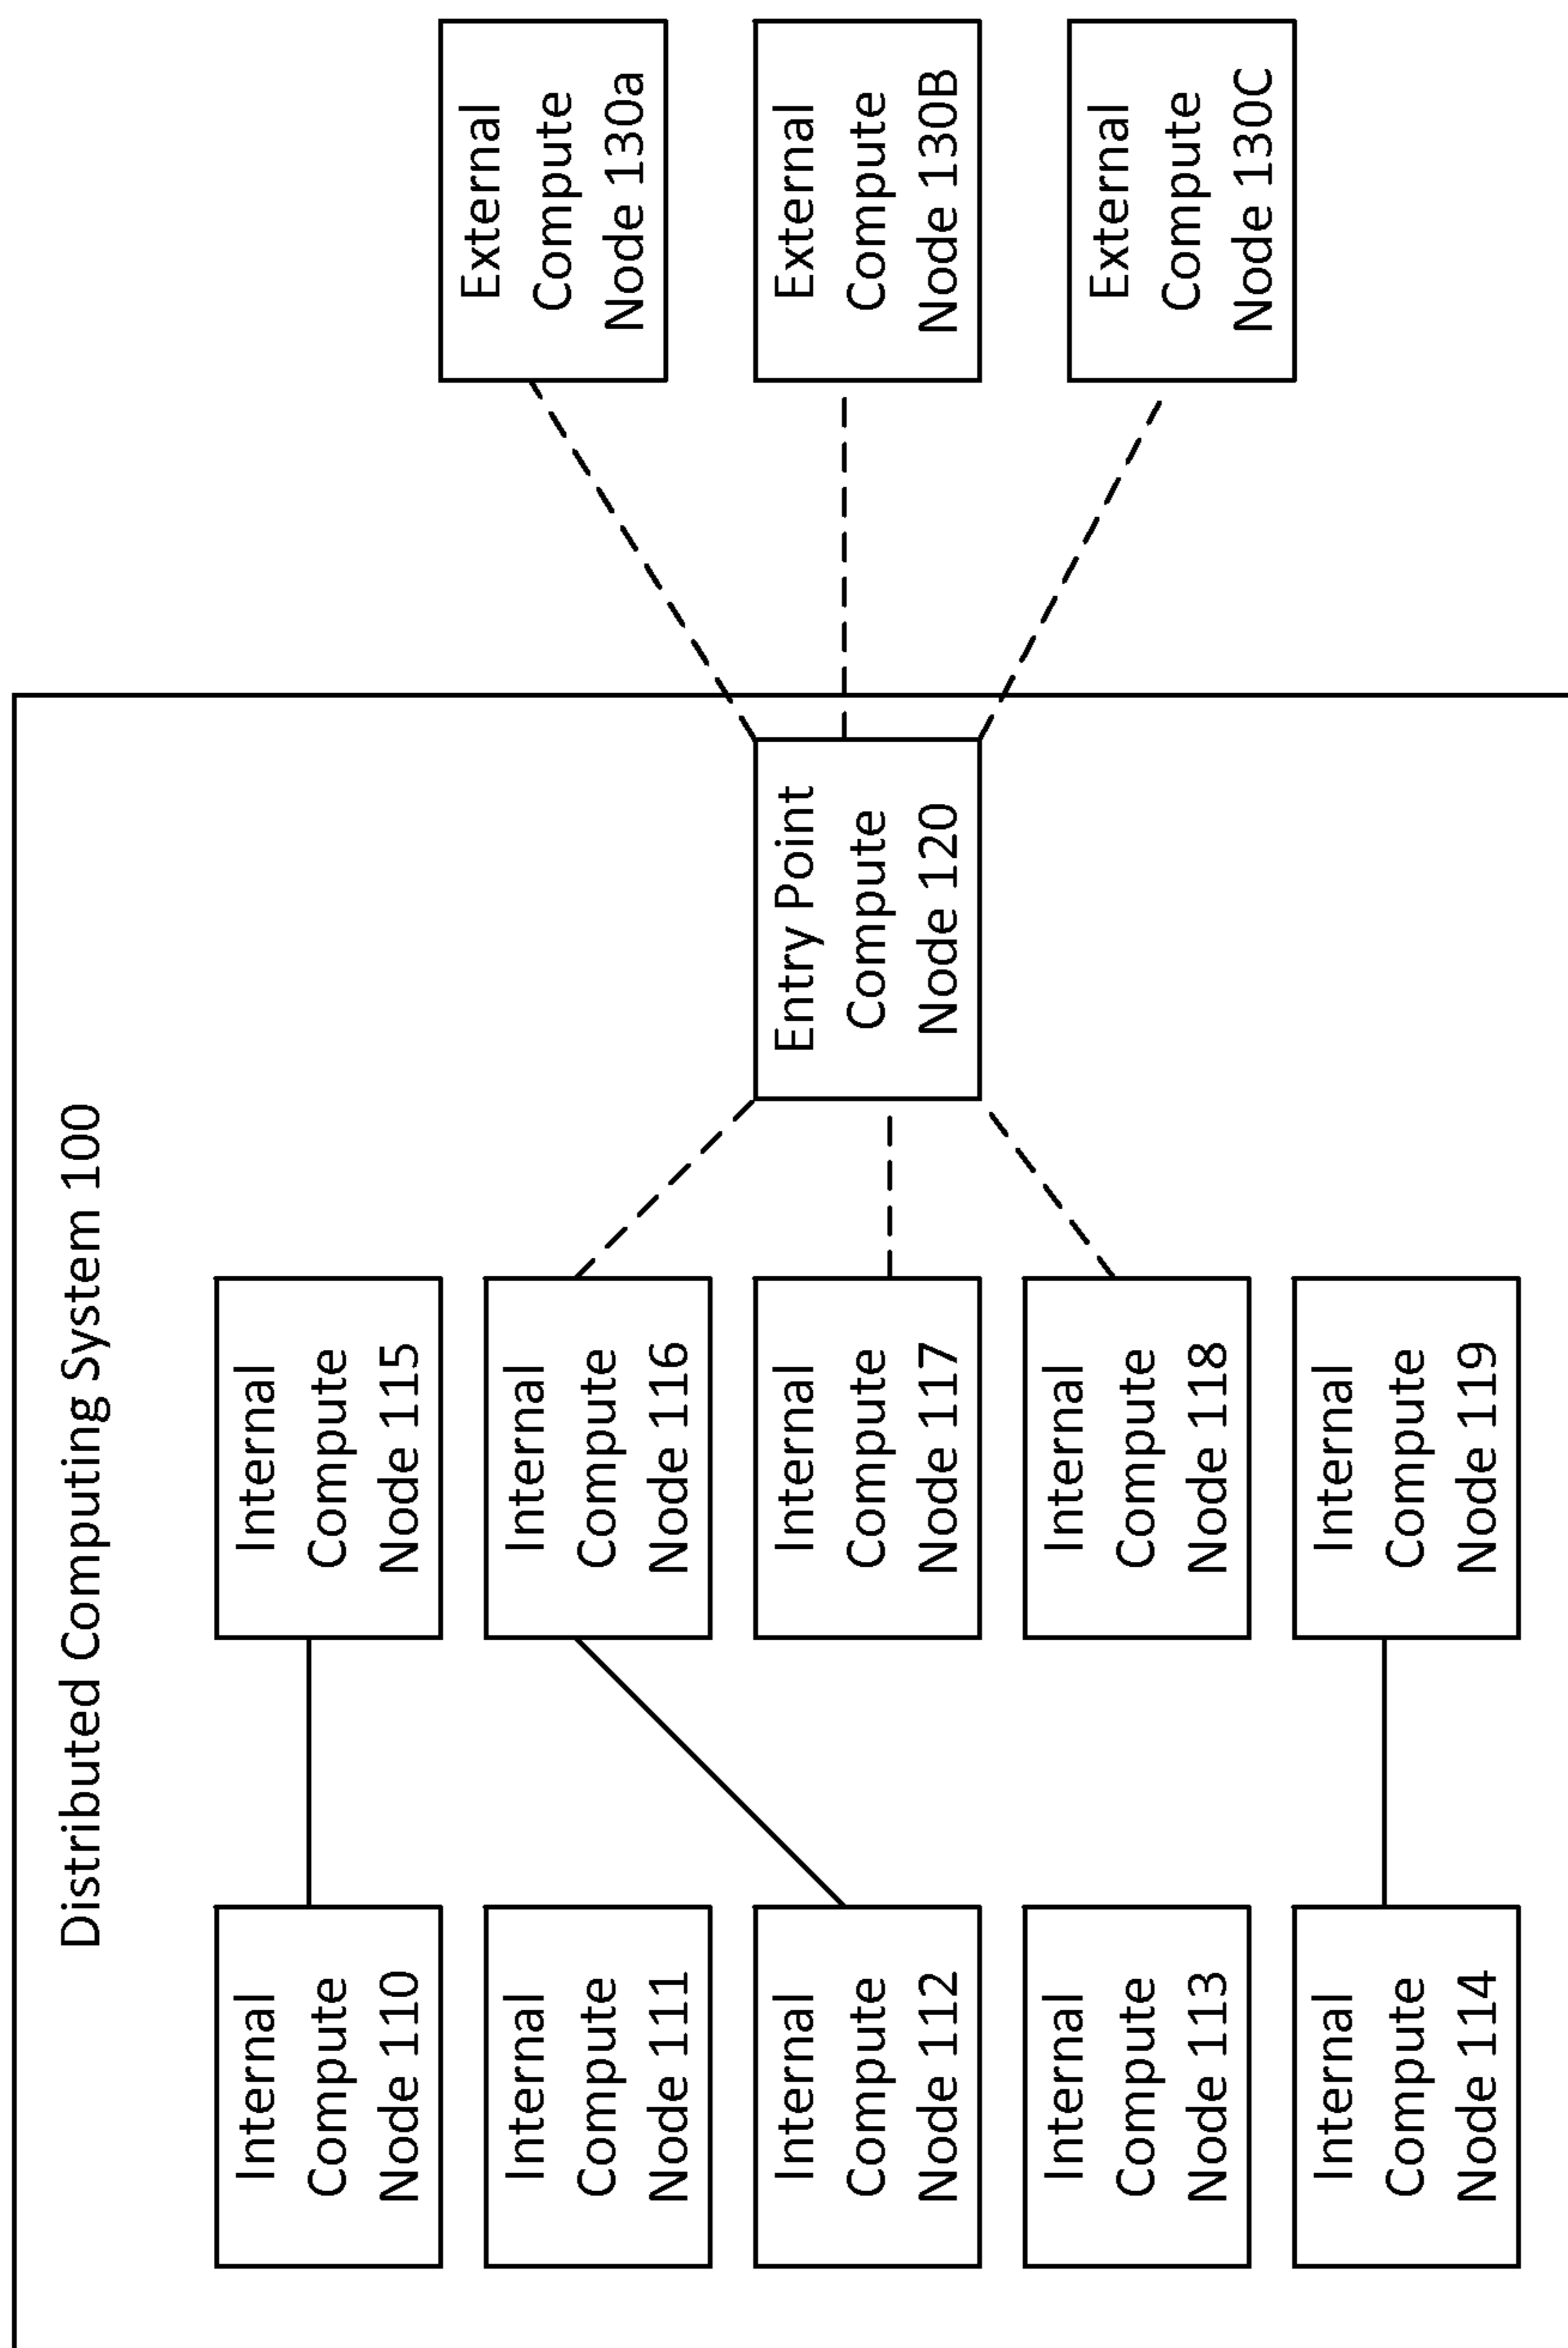 Distributed Computing System 100
Internal
Compute
Node 110
Internal
Compute
Node 115
Internal
Compute
Node 111
Internal
Compute
Node 116
Internal
Compute
Node 112
Internal
Compute
Node 117
Internal
Compute
Node 113
Internal
Compute
Node 118
Internal
Compute
Node 114
Internal
Compute
Node 119
Entry Point
Compute
Node 120
External
Compute
Node 130a
External
Compute
Node 130B
External
Compute
Node 130C